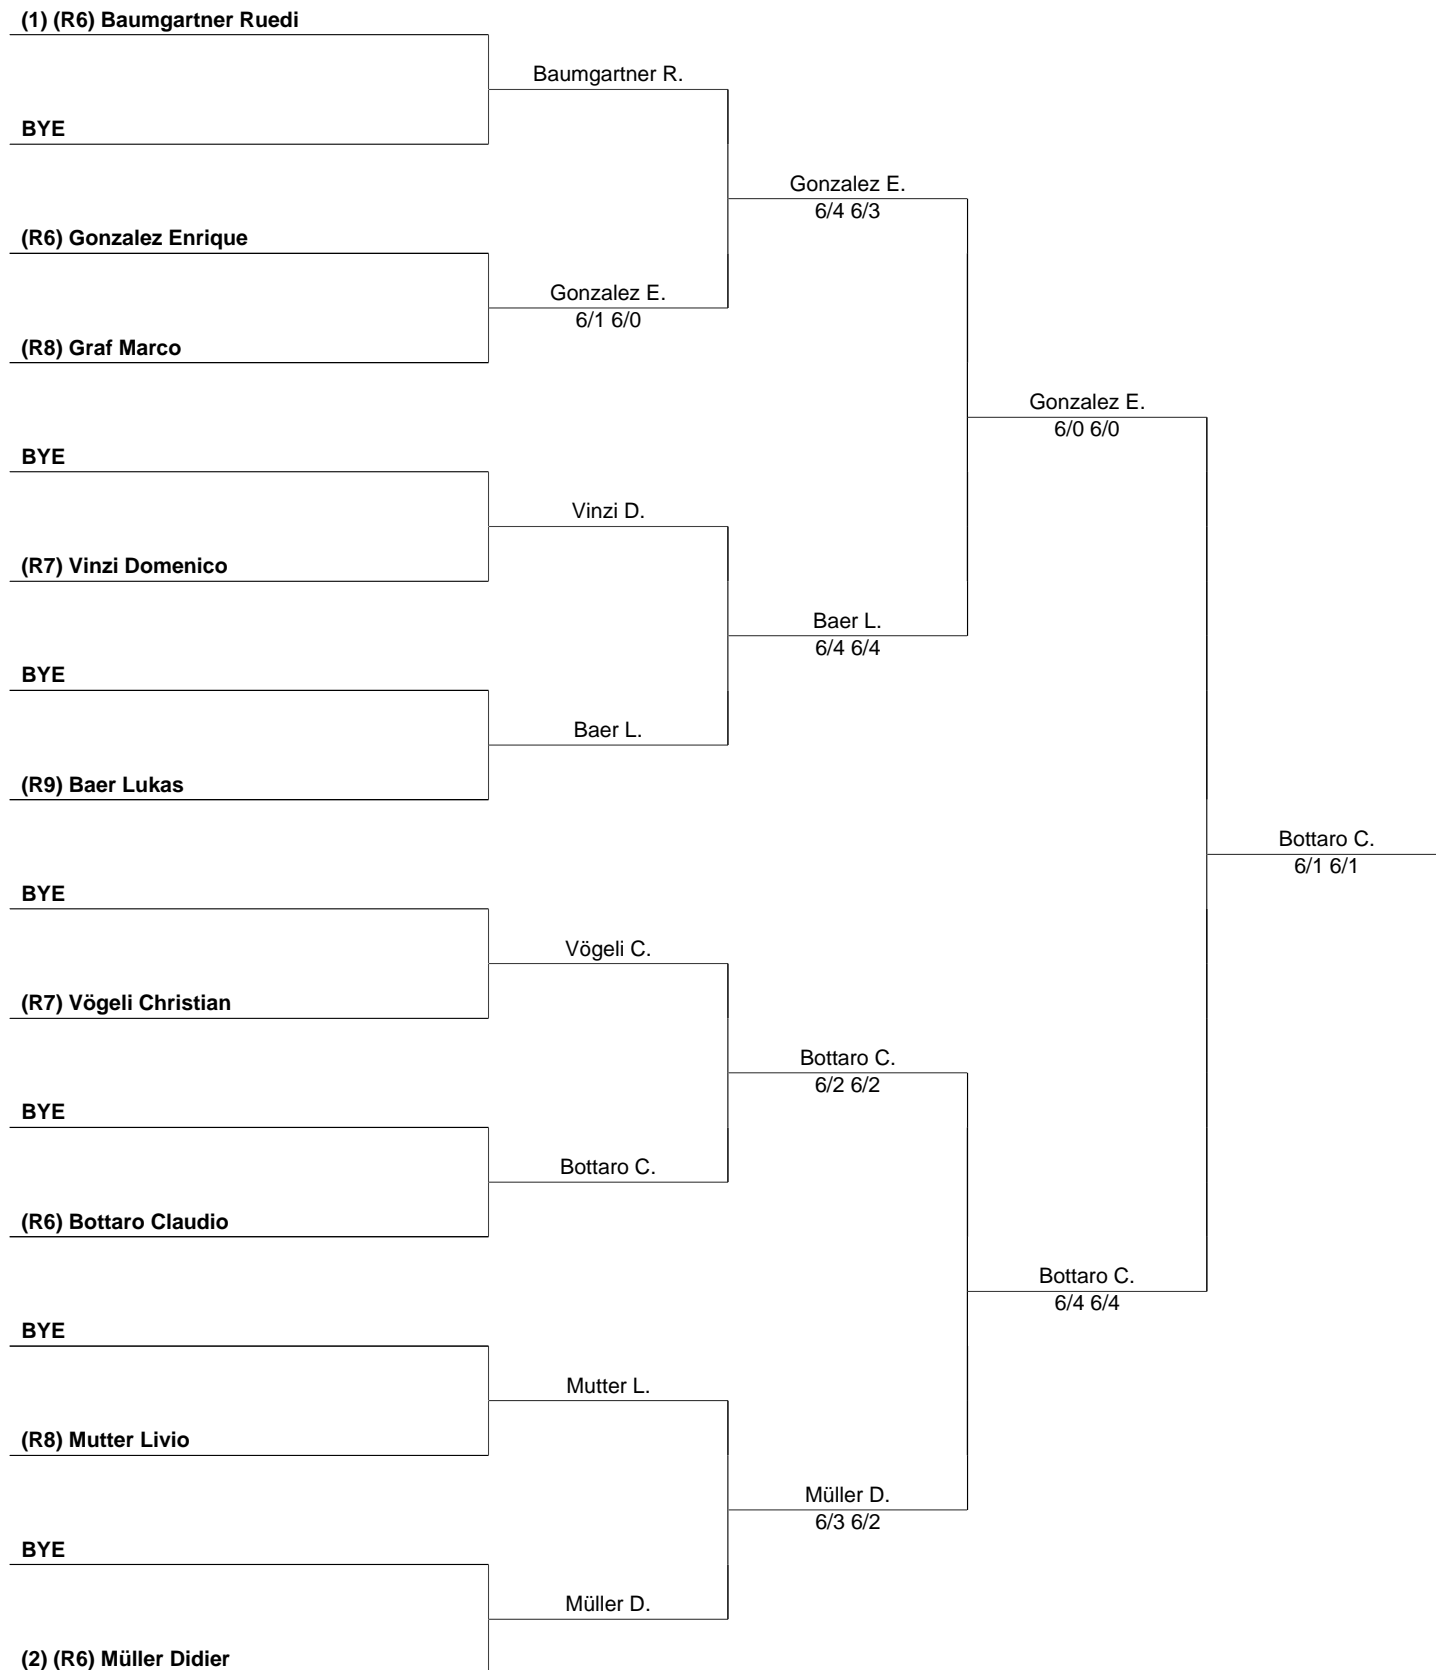 (1) (R6) Baumgartner Ruedi
Baumgartner R.
BYE
Gonzalez E.
6/4 6/3
(R6) Gonzalez Enrique
Gonzalez E.
6/1 6/0
(R8) Graf Marco
Gonzalez E.
6/0 6/0
BYE
Vinzi D.
(R7) Vinzi Domenico
Baer L.
6/4 6/4
BYE
Baer L.
(R9) Baer Lukas
Bottaro C.
6/1 6/1
BYE
Vögeli C.
(R7) Vögeli Christian
Bottaro C.
6/2 6/2
BYE
Bottaro C.
(R6) Bottaro Claudio
Bottaro C.
6/4 6/4
BYE
Mutter L.
(R8) Mutter Livio
Müller D.
6/3 6/2
BYE
Müller D.
(2) (R6) Müller Didier